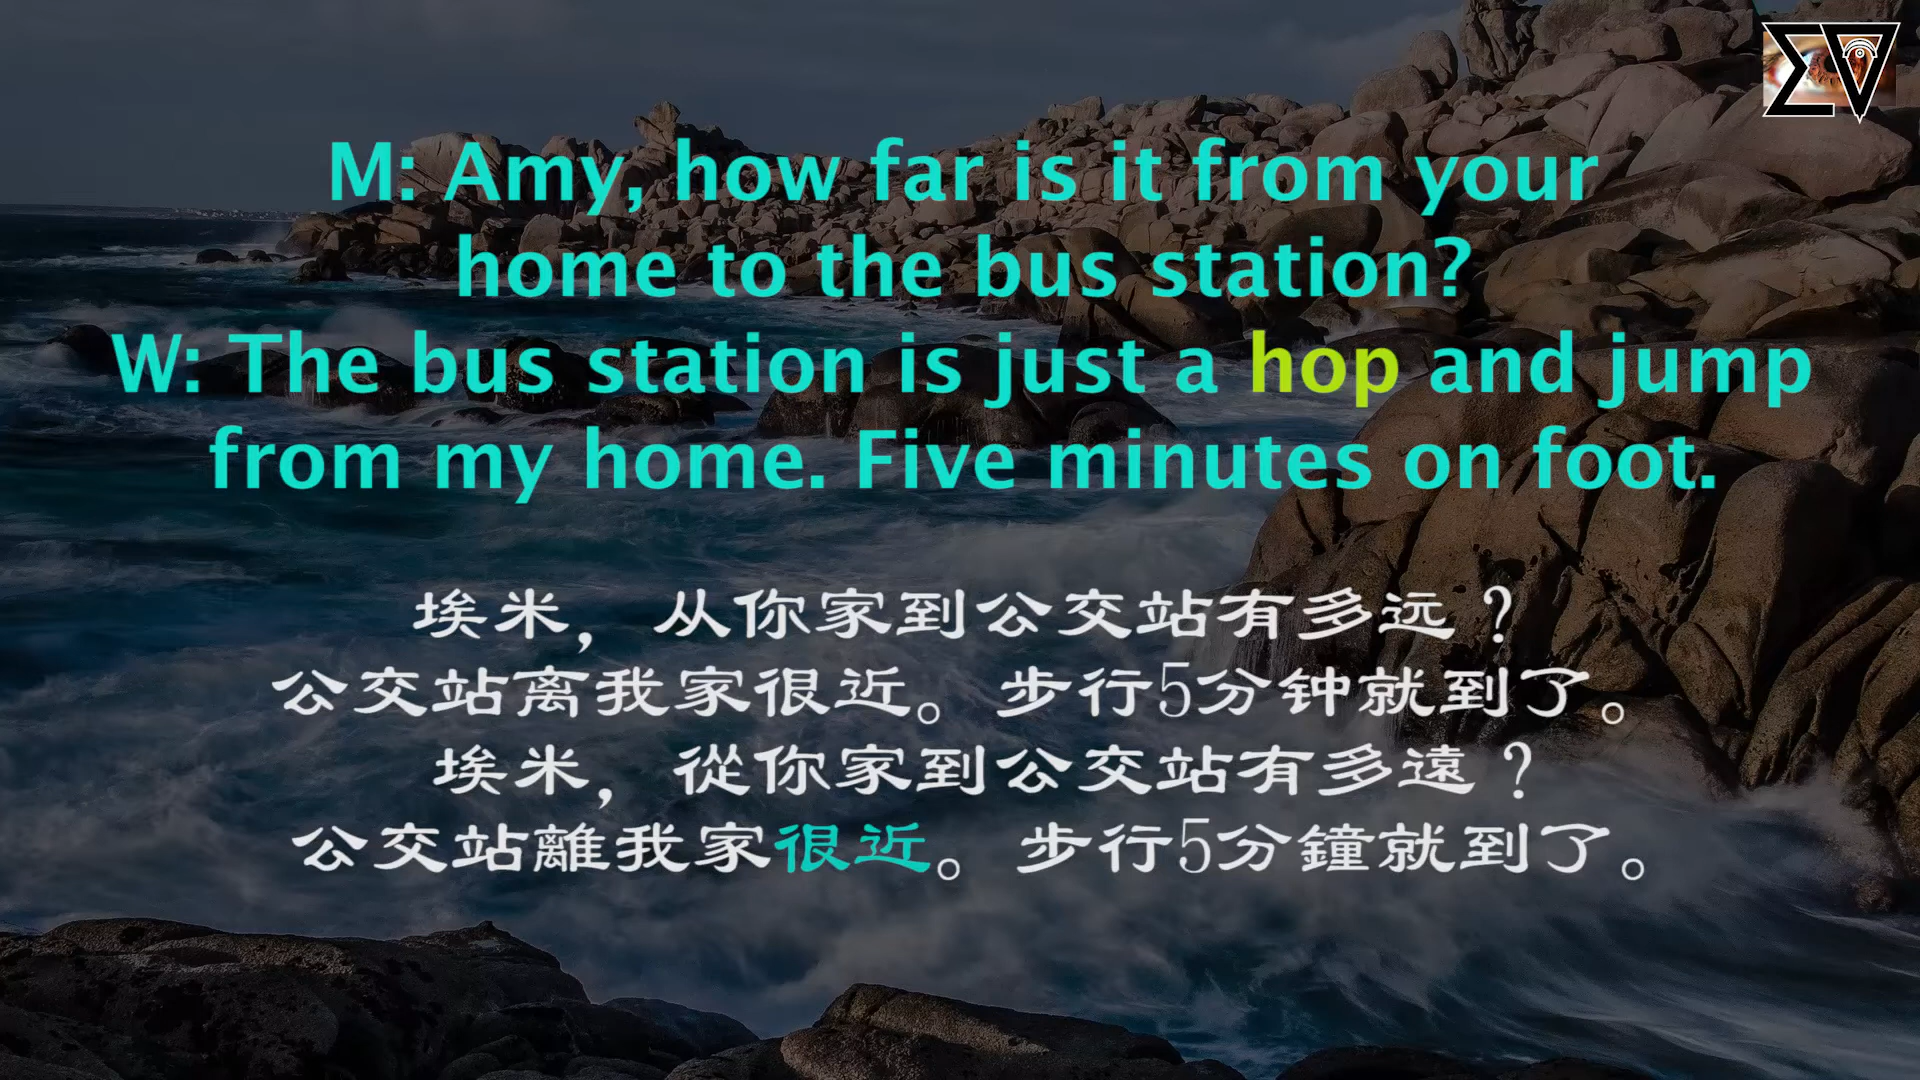 M: Amy, how far is it from your
home to the bus station?
W: The bus station is just a hop and jump
from my home. Five minutes on foot.
埃米，从你家到公交站有多远？
公交站离我家很近。步行5分钟就到了。
埃米，從你家到公交站有多遠？
公交站離我家很近。步行5分鐘就到了。